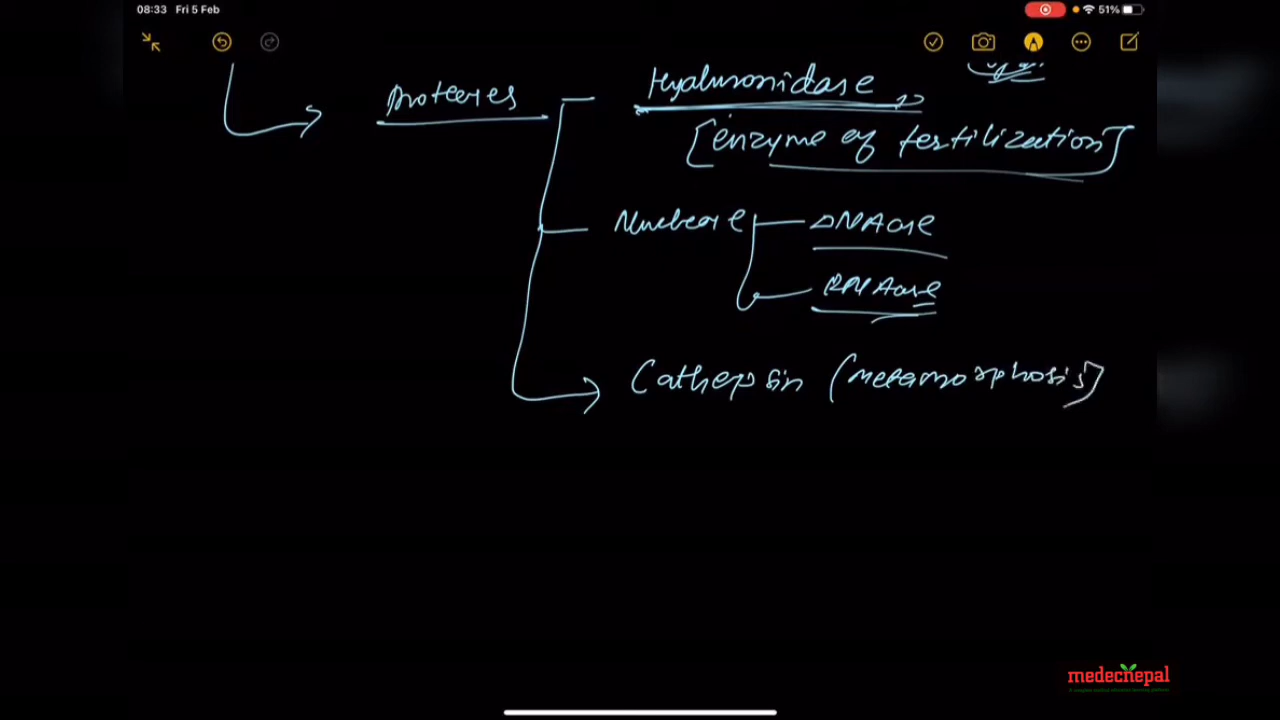 08:33 Fri 5 Feb 51%
Proteases
Hyaluronidase
[enzyme of fertilization]
Nuclease DNAase
RNAase
Cathepsin (metamorphosis)
medecnepal